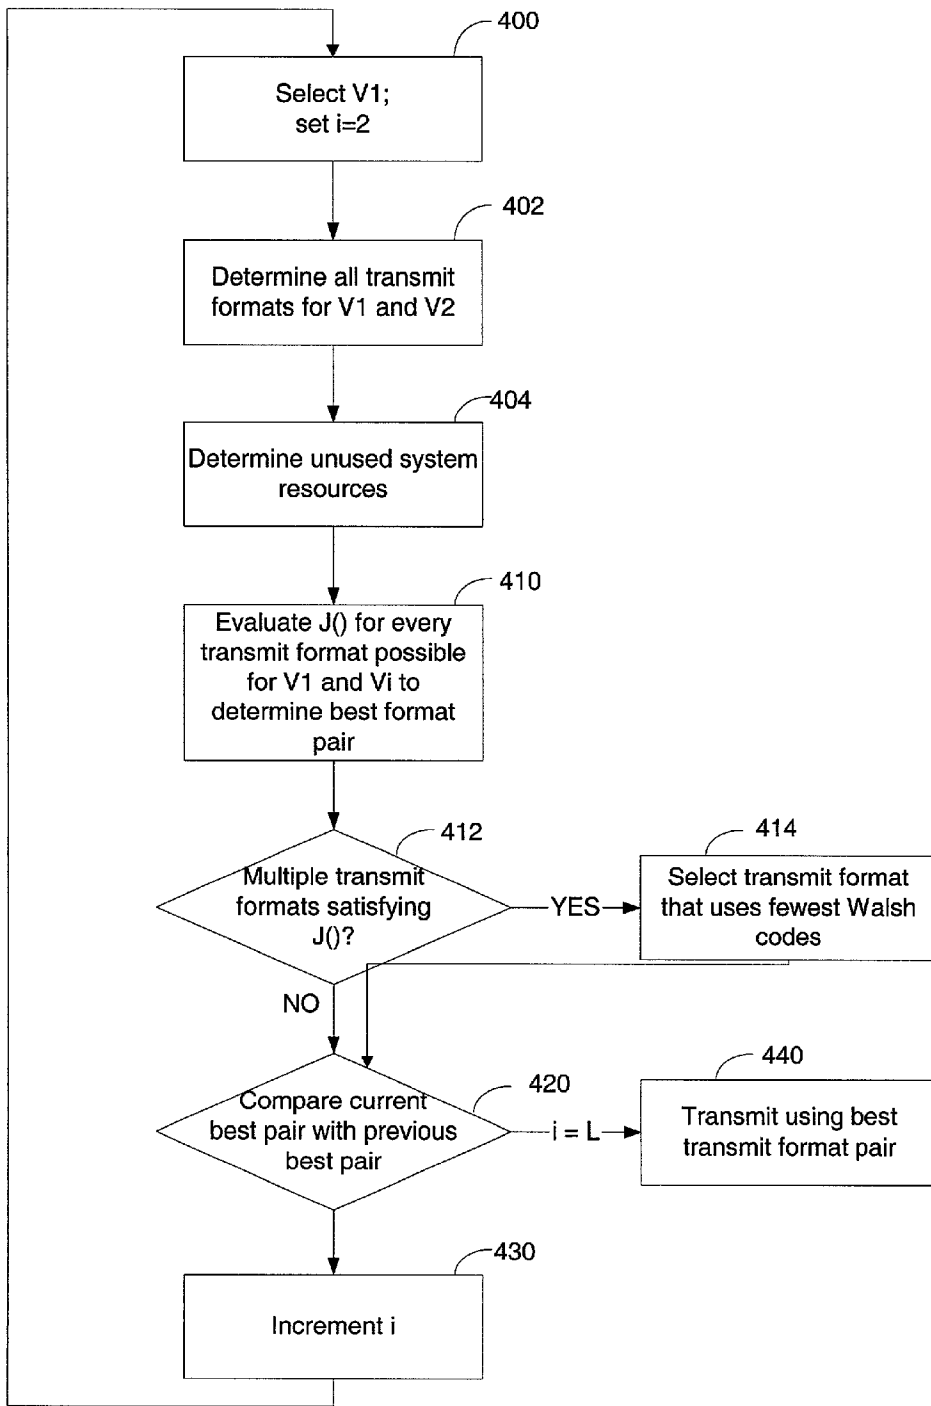 400
Select V1;
set i=2
402
Determine all transmit
formats for V1 and V2
404
Determine unused system
resources
410
Evaluate J() for every
transmit format possible
for V1 and Vi to
determine best format
pair
412
Multiple transmit
formats satisfying
J()?
YES
414
Select transmit format
that uses fewest Walsh
codes
NO
420
Compare current
best pair with previous
best pair
i = L
440
Transmit using best
transmit format pair
430
Increment i